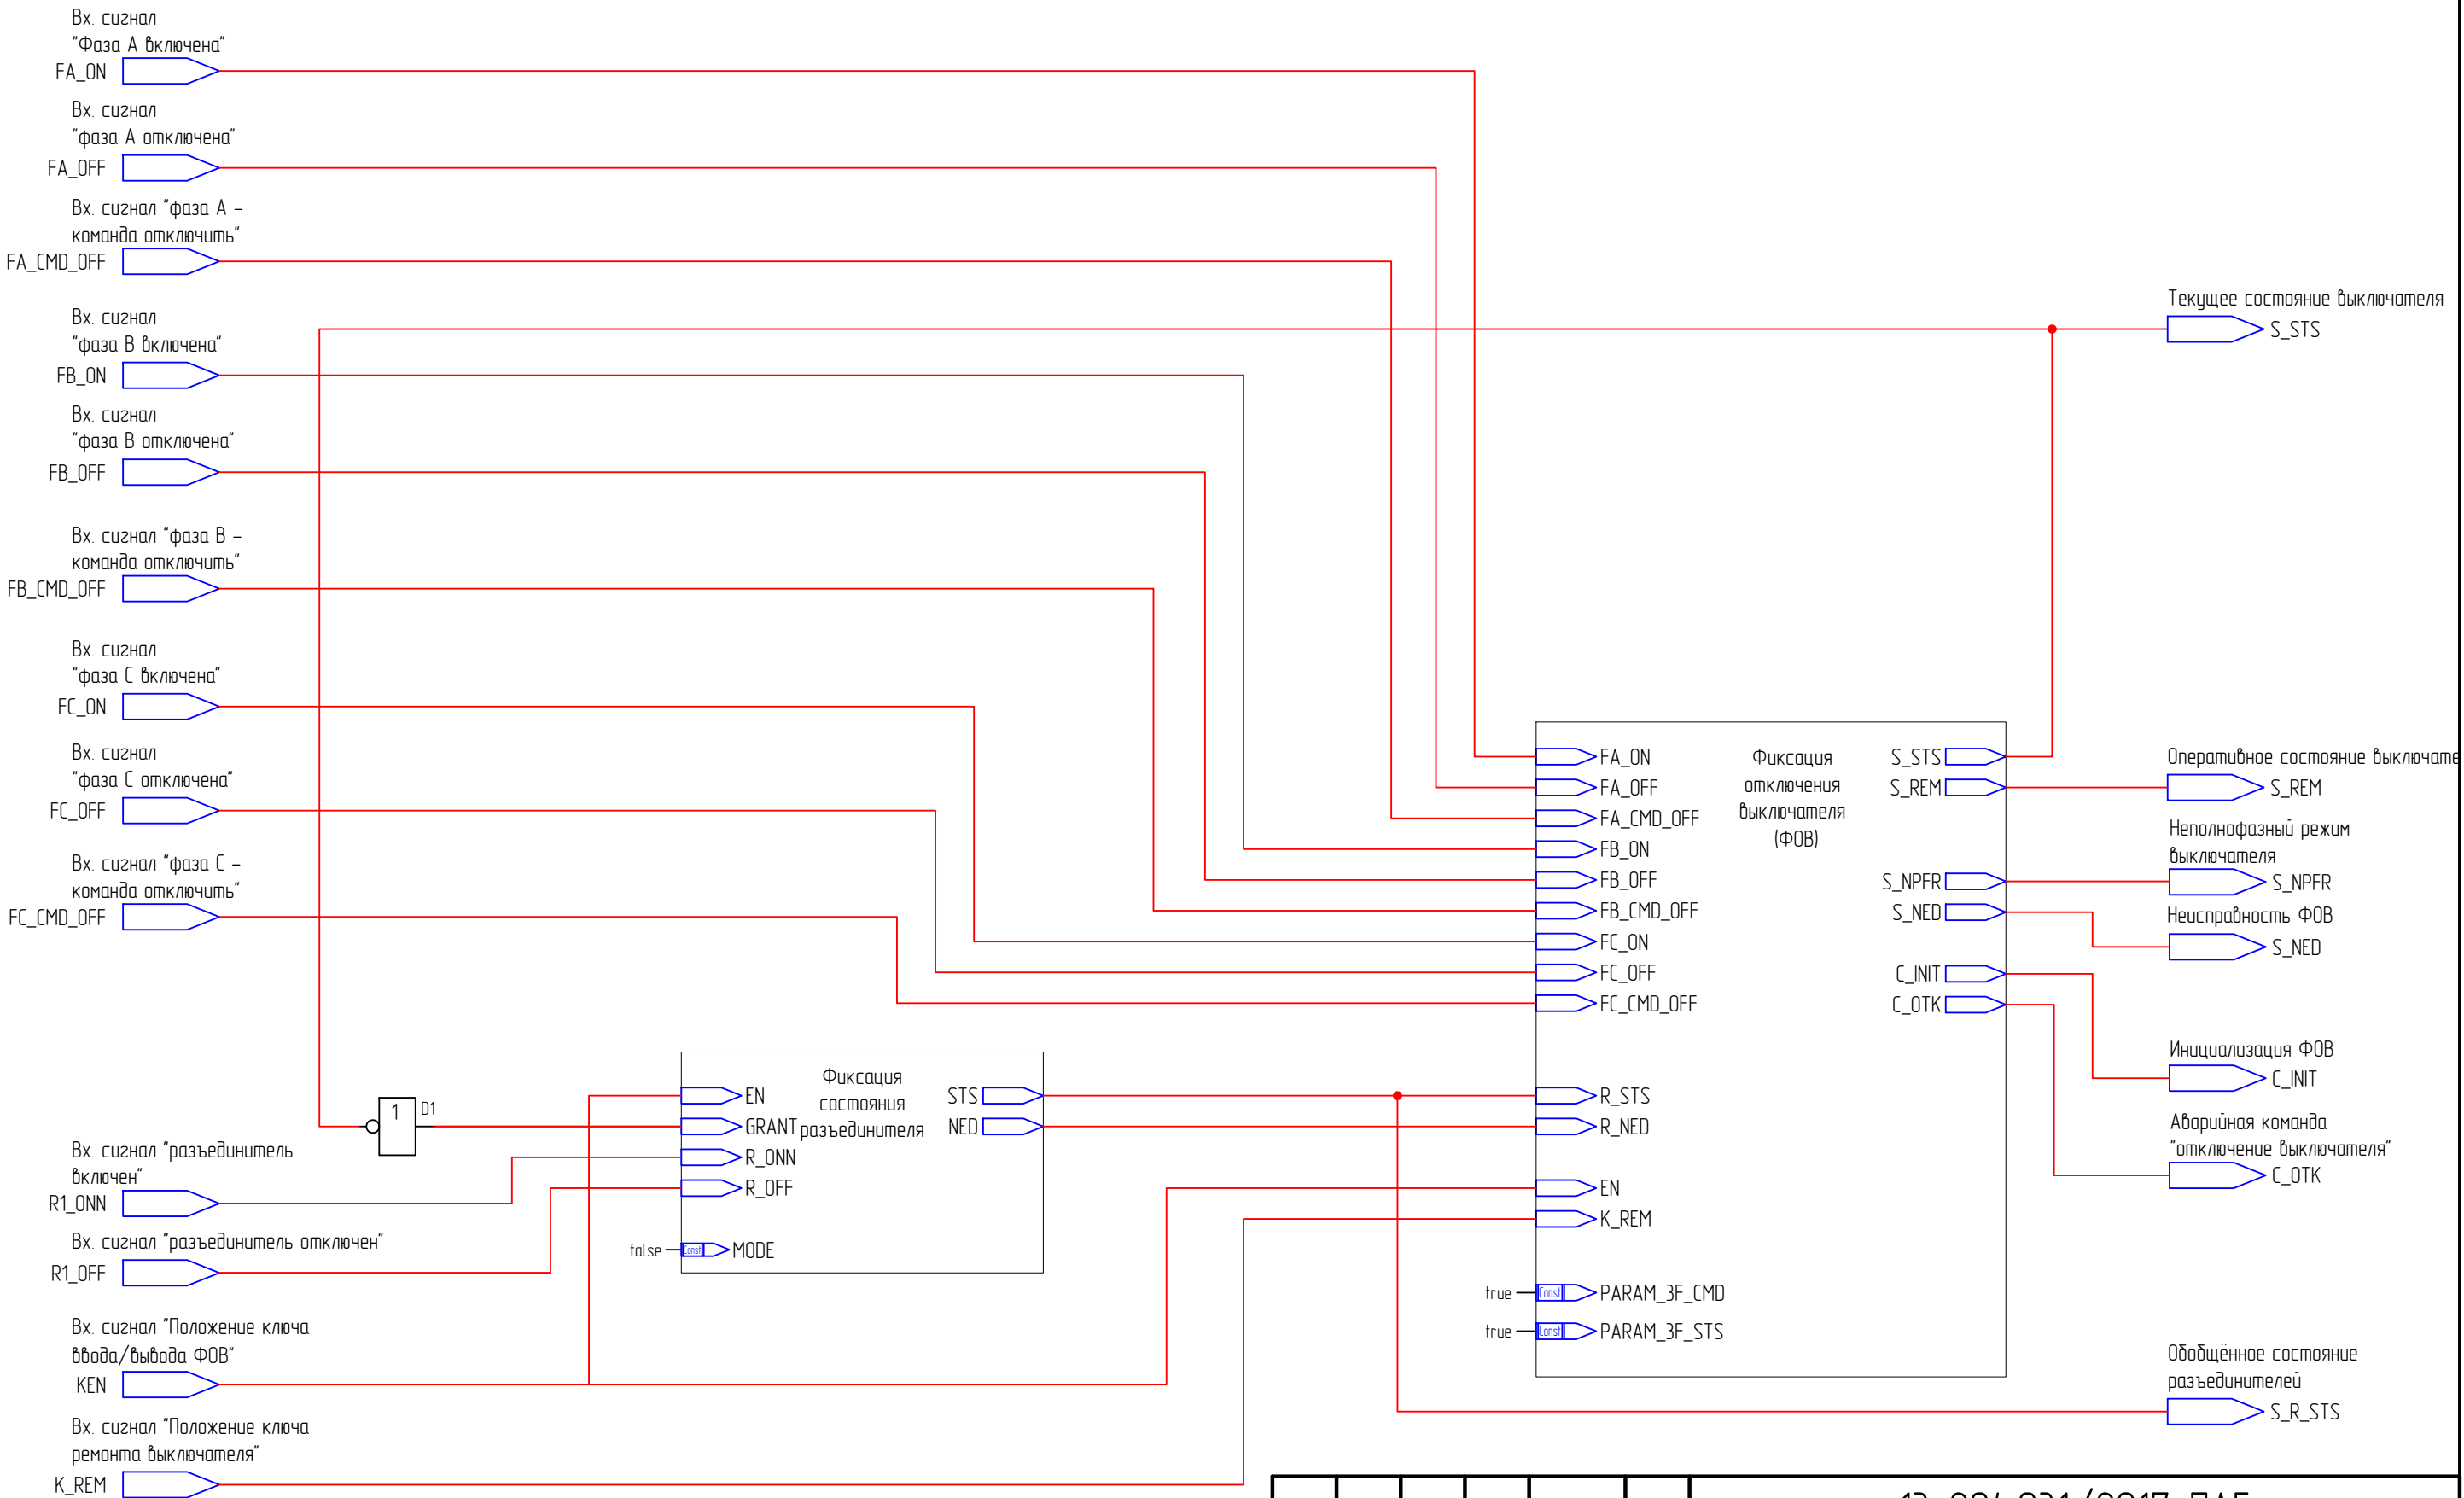 Вх. сигнал
"Фаза А включена"
FA_ON
Вх. сигнал
"фаза А отключена"
FA_OFF
Вх. сигнал "фаза А –
команда отключить"
FA_CMD_OFF
Вх. сигнал
"фаза В включена"
FB_ON
Вх. сигнал
"фаза В отключена"
FB_OFF
Вх. сигнал "фаза В –
команда отключить"
FB_CMD_OFF
Вх. сигнал
"фаза С включена"
FC_ON
Вх. сигнал
"фаза С отключена"
FC_OFF
Вх. сигнал "фаза С –
команда отключить"
FC_CMD_OFF
1
D1
Вх. сигнал "разъединитель
включен"
R1_ONN
Вх. сигнал "разъединитель отключен"
R1_OFF
Вх. сигнал "Положение ключа
ввода/вывода ФОВ"
KEN
Вх. сигнал "Положение ключа
ремонта выключателя"
K_REM
Фиксация
состояния
разъединителя
EN
GRANT
R_ONN
R_OFF
false
Const
MODE
STS
NED
Фиксация
отключения
выключателя
(ФОВ)
FA_ON
FA_OFF
FA_CMD_OFF
FB_ON
FB_OFF
FB_CMD_OFF
FC_ON
FC_OFF
FC_CMD_OFF
R_STS
R_NED
EN
K_REM
true
Const
PARAM_3F_CMD
true
Const
PARAM_3F_STS
S_STS
S_REM
S_NPFR
S_NED
C_INIT
C_OTK
Текущее состояние выключателя
S_STS
Оперативное состояние выключате
S_REM
Неполнофазный режим
выключателя
S_NPFR
Неисправность ФОВ
S_NED
Инициализация ФОВ
C_INIT
Аварийная команда
"отключение выключателя"
C_OTK
Обобщённое состояние
разъединителей
S_R_STS